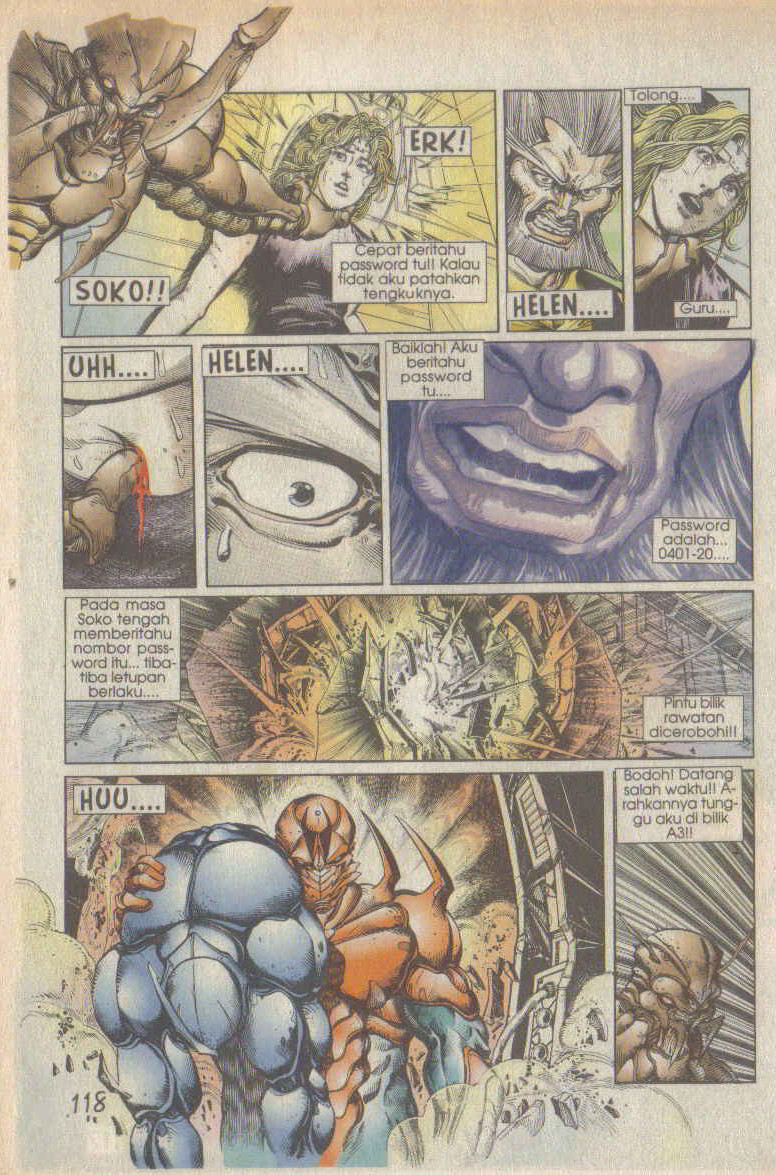 ERK!
Cepat beritahu
password tu!! Kalau
tidak aku patahkan
tengkuknya.
SOKO!!
HELEN....
Tolong....
Guru....
UHH....
HELEN....
Baiklah! Aku
beritahu
password
tu....
Password
adalah...
0401-20....
Pada masa
Soko tengah
memberitahu
nombor pass-
word itu... tiba-
tiba letupan
berlaku....
Pintu bilik
rawatan
dicerobohi!!
HUU....
Bodoh! Datang
salah waktu!! A-
rahkannya tung-
gu aku di bilik
A3!!
118